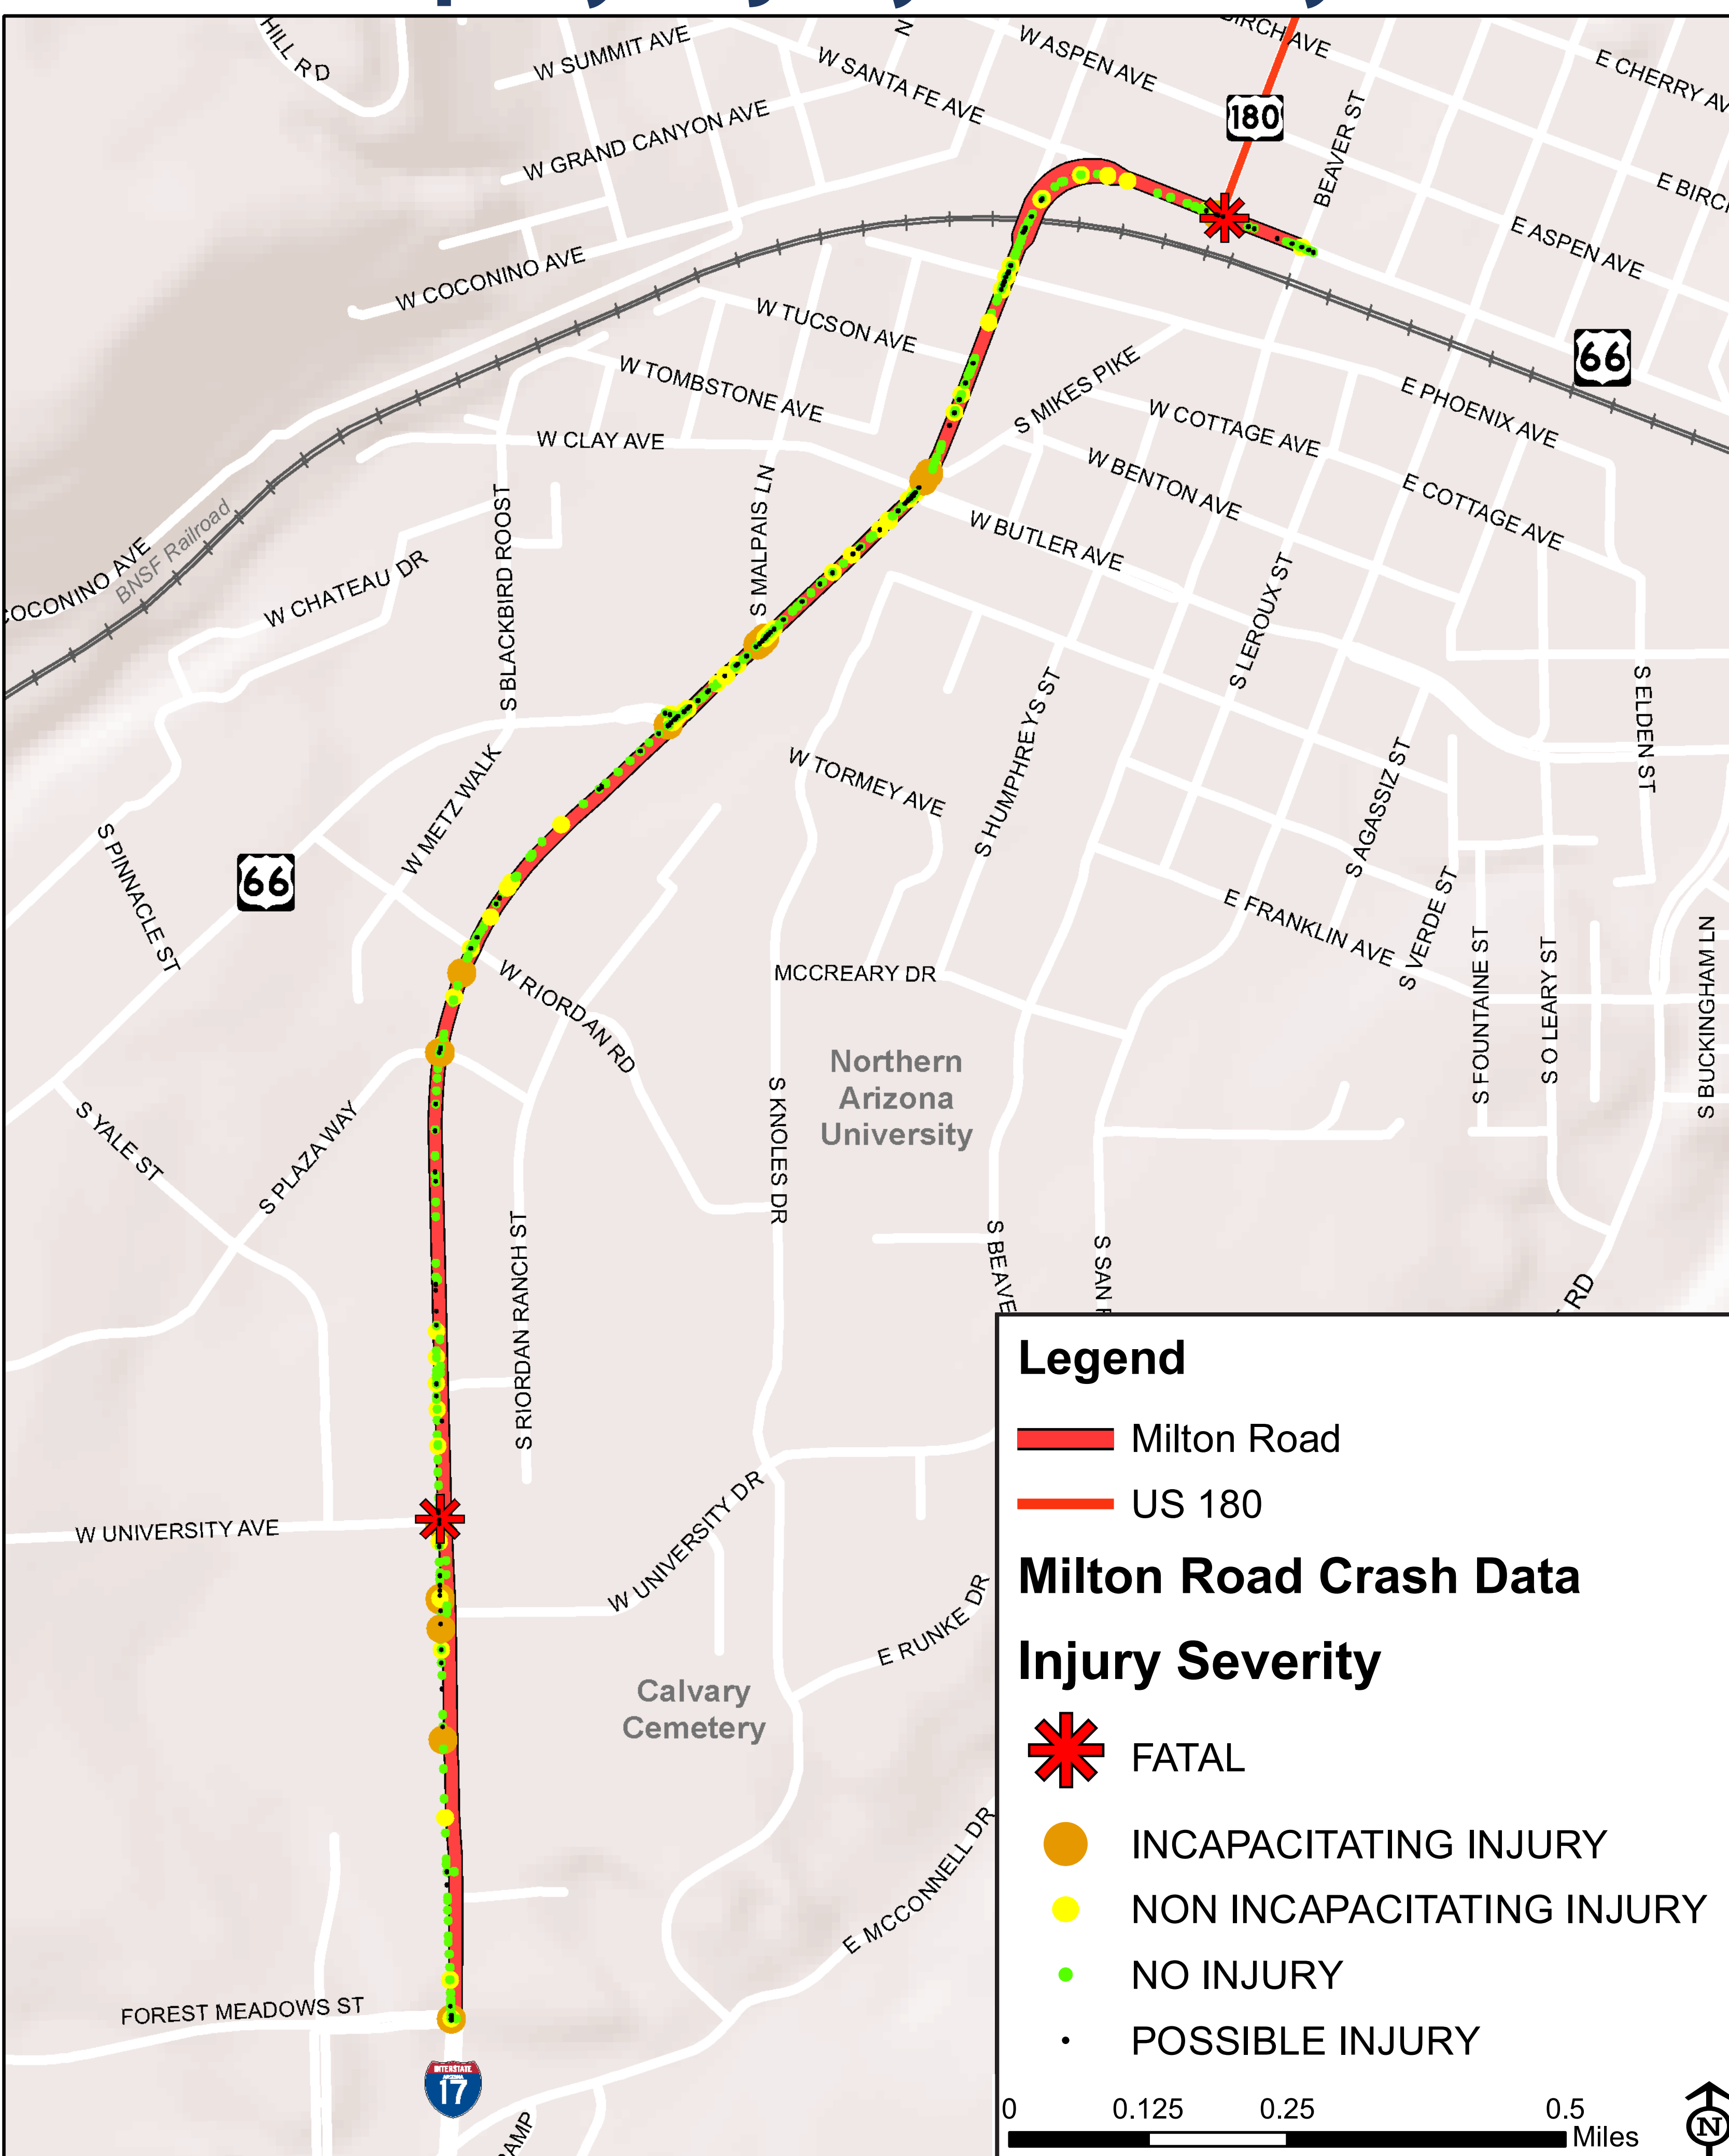 HILL RD
W SUMMIT AVE
W SANTA FE AVE
N
W ASPEN AVE
BIRCH AVE
E CHERRY AV
W GRAND CANYON AVE
180
BEAVER ST
E BIRC
E ASPEN AVE
W COCONINO AVE
W TUCSON AVE
W TOMBSTONE AVE
S MIKES PIKE
66
E PHOENIX AVE
W CLAY AVE
W COTTAGE AVE
W BENTON AVE
E COTTAGE AVE
COCONINO AVE
BNSF Railroad
W CHATEAU DR
S BLACKBIRD ROOST
S MALPAIS LN
W BUTLER AVE
S LEROUX ST
S HUMPHREYS ST
S ELDEN ST
W METZ WALK
W TORMEY AVE
S AGASSIZ ST
S PINNACLE ST
66
E FRANKLIN AVE
S VERDE ST
S FOUNTAINE ST
S O LEARY ST
S BUCKINGHAM LN
W RIORDAN RD
MCCREARY DR
Northern
Arizona
University
S YALE ST
S PLAZA WAY
S KNOLES DR
S RIORDAN RANCH ST
S BEAVE
S SAN F
RD
W UNIVERSITY AVE
W UNIVERSITY DR
E RUNKE DR
Calvary
Cemetery
E MCCONNELL DR
FOREST MEADOWS ST
INTERSTATE
ARIZONA
17
AMP
Legend
Milton Road
US 180
Milton Road Crash Data
Injury Severity
FATAL
INCAPACITATING INJURY
NON INCAPACITATING INJURY
NO INJURY
POSSIBLE INJURY
0 0.125 0.25 0.5
Miles
N